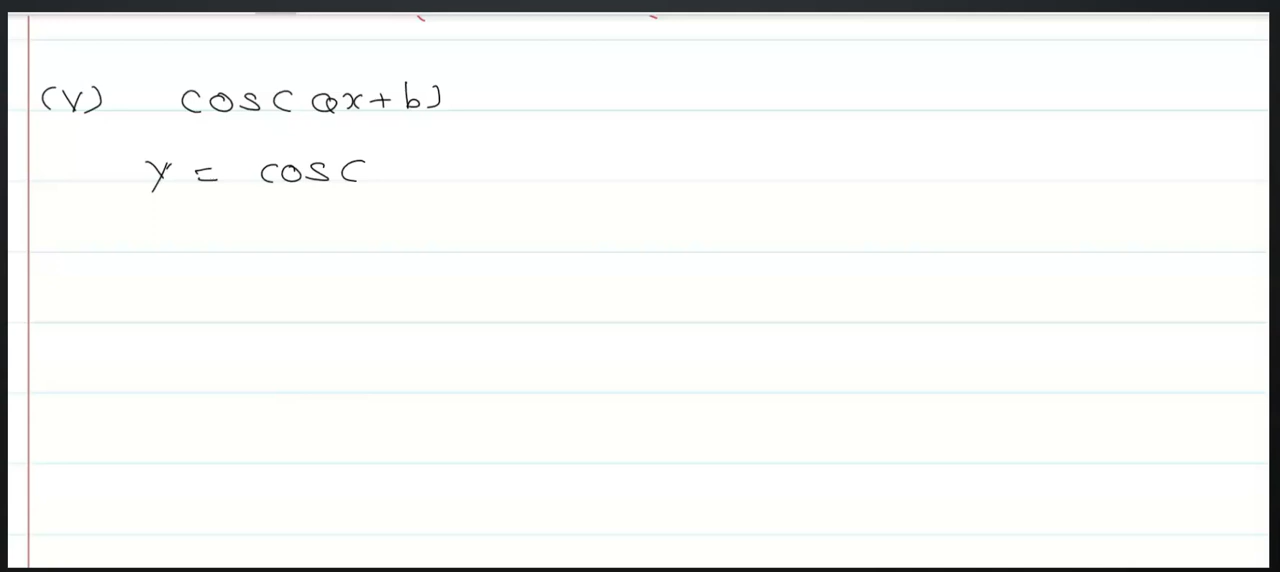 (V) cos(ax+b)
y = cos(